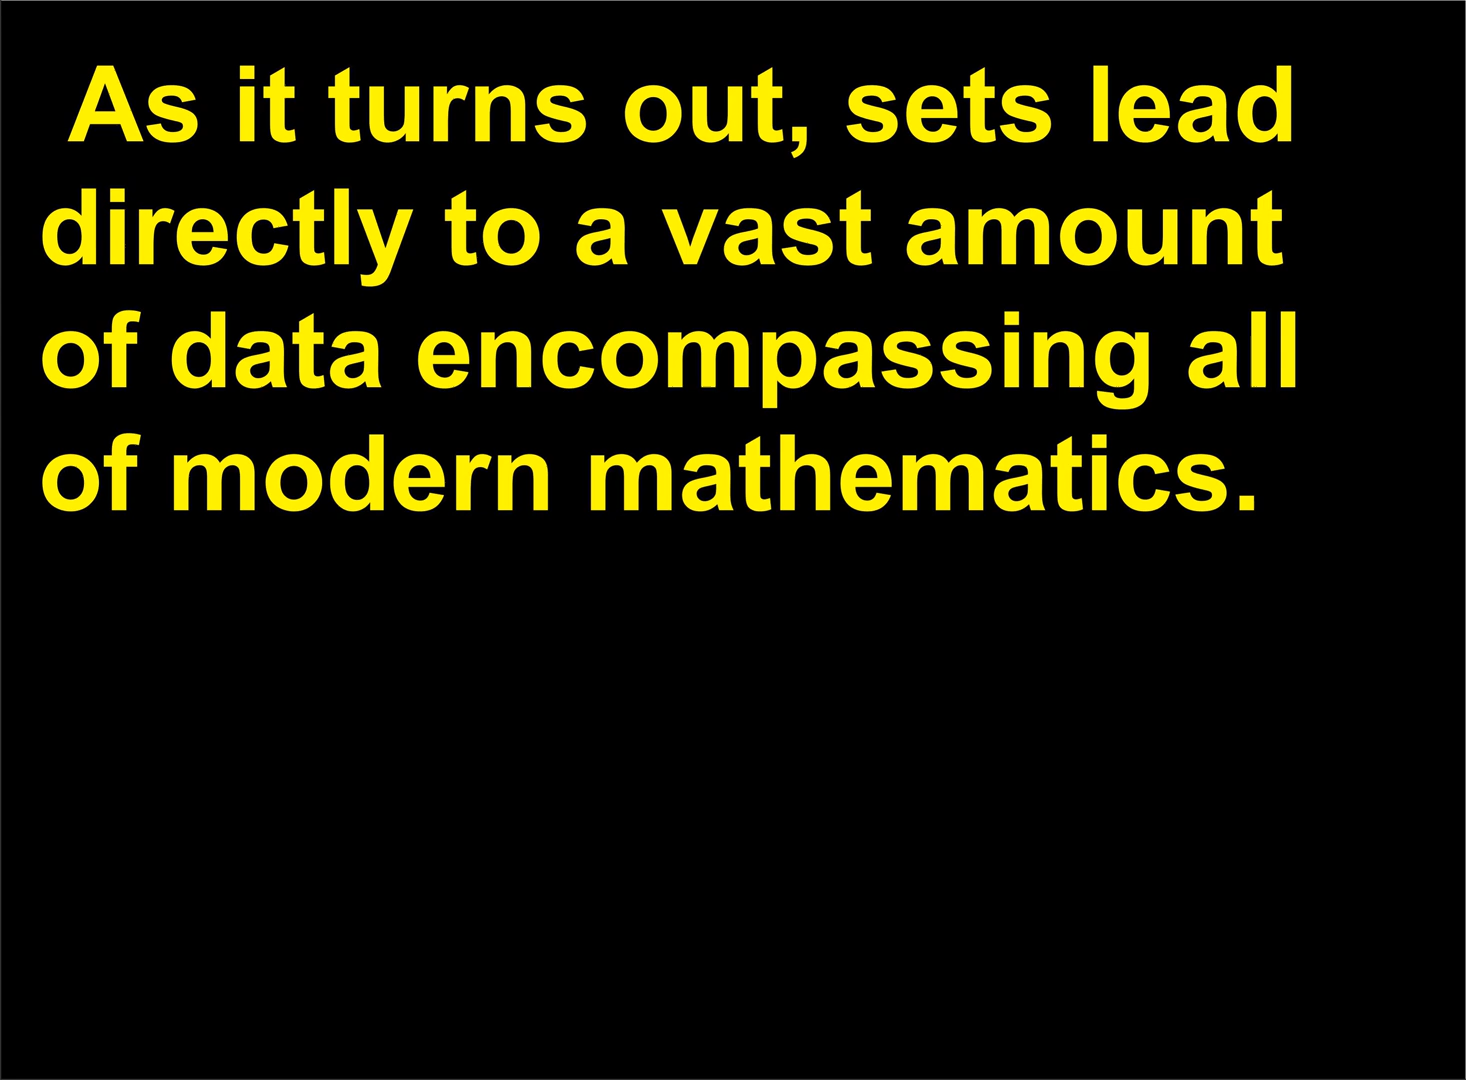 As it turns out, sets lead
directly to a vast amount
of data encompassing all
of modern mathematics.